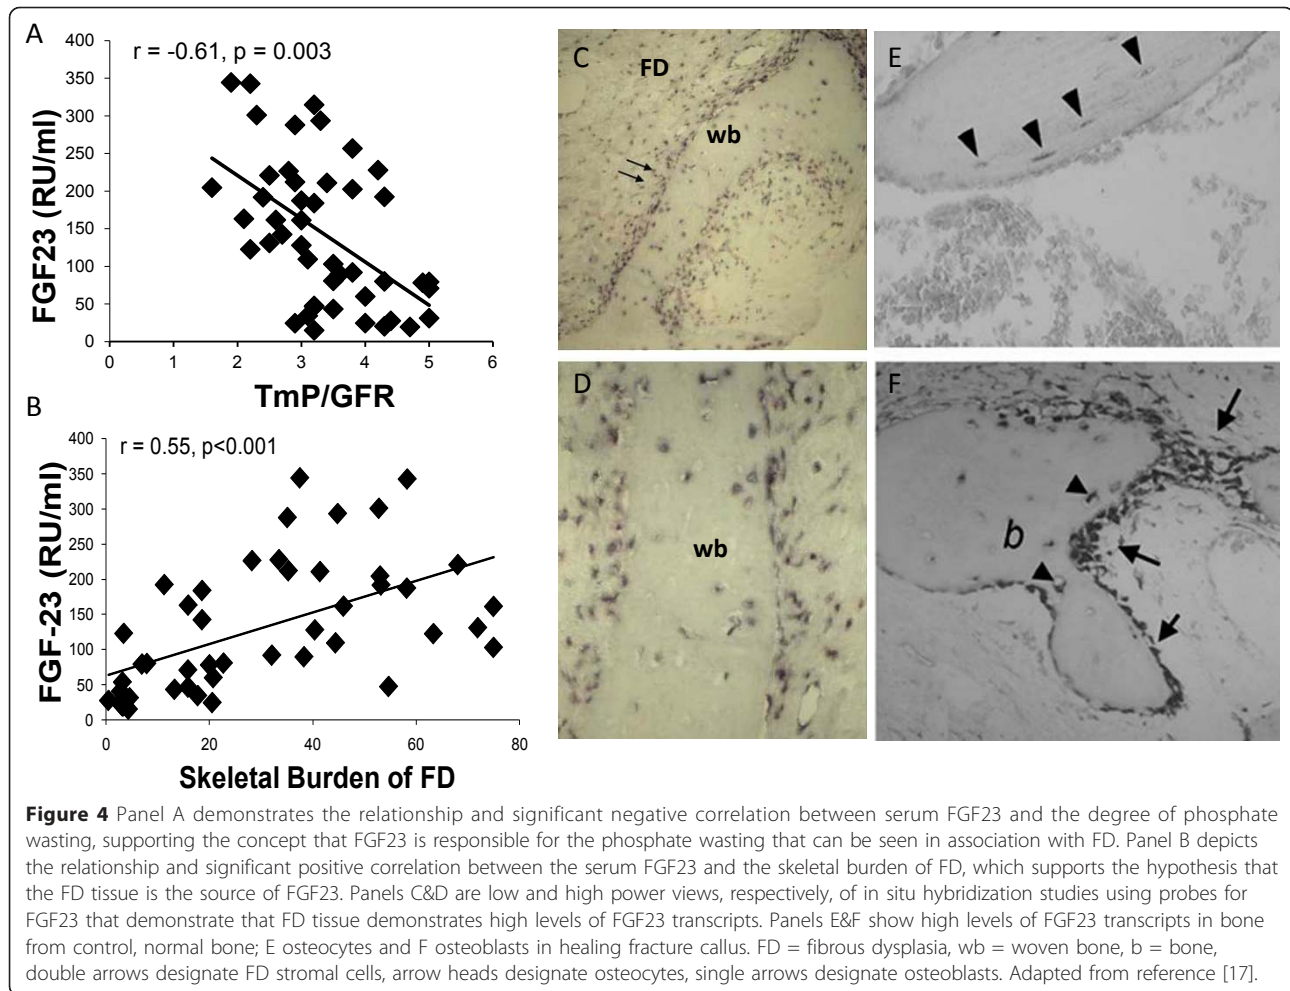 A
r = -0.61, p = 0.003
FGF23 (RU/ml)
400
350
300
250
200
150
100
50
0
0 1 2 3 4 5 6
TmP/GFR
B
r = 0.55, p<0.001
FGF-23 (RU/ml)
400
350
300
250
200
150
100
50
0
0 20 40 60 80
Skeletal Burden of FD
C
FD
wb
D
wb
E
F
b
Figure 4 Panel A demonstrates the relationship and significant negative correlation between serum FGF23 and the degree of phosphate
wasting, supporting the concept that FGF23 is responsible for the phosphate wasting that can be seen in association with FD. Panel B depicts
the relationship and significant positive correlation between the serum FGF23 and the skeletal burden of FD, which supports the hypothesis that
the FD tissue is the source of FGF23. Panels C&D are low and high power views, respectively, of in situ hybridization studies using probes for
FGF23 that demonstrate that FD tissue demonstrates high levels of FGF23 transcripts. Panels E&F show high levels of FGF23 transcripts in bone
from control, normal bone; E osteocytes and F osteoblasts in healing fracture callus. FD = fibrous dysplasia, wb = woven bone, b = bone,
double arrows designate FD stromal cells, arrow heads designate osteocytes, single arrows designate osteoblasts. Adapted from reference [17].